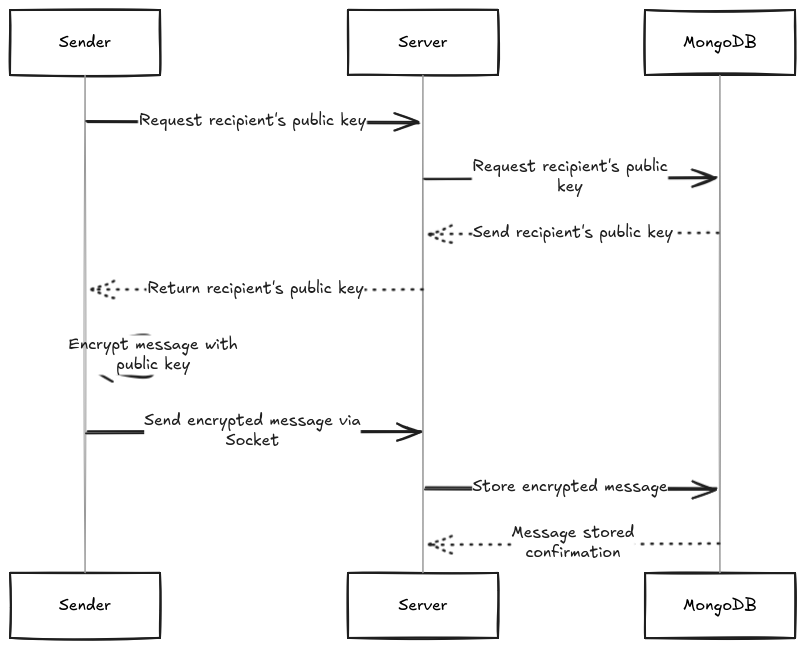 Sender
Server
MongoDB
Request recipient's public key
Request recipient's public
key
Send recipient's public key
Return recipient's public key
Encrypt message with
public key
Send encrypted message via
Socket
Store encrypted message
Message stored
confirmation
Sender
Server
MongoDB